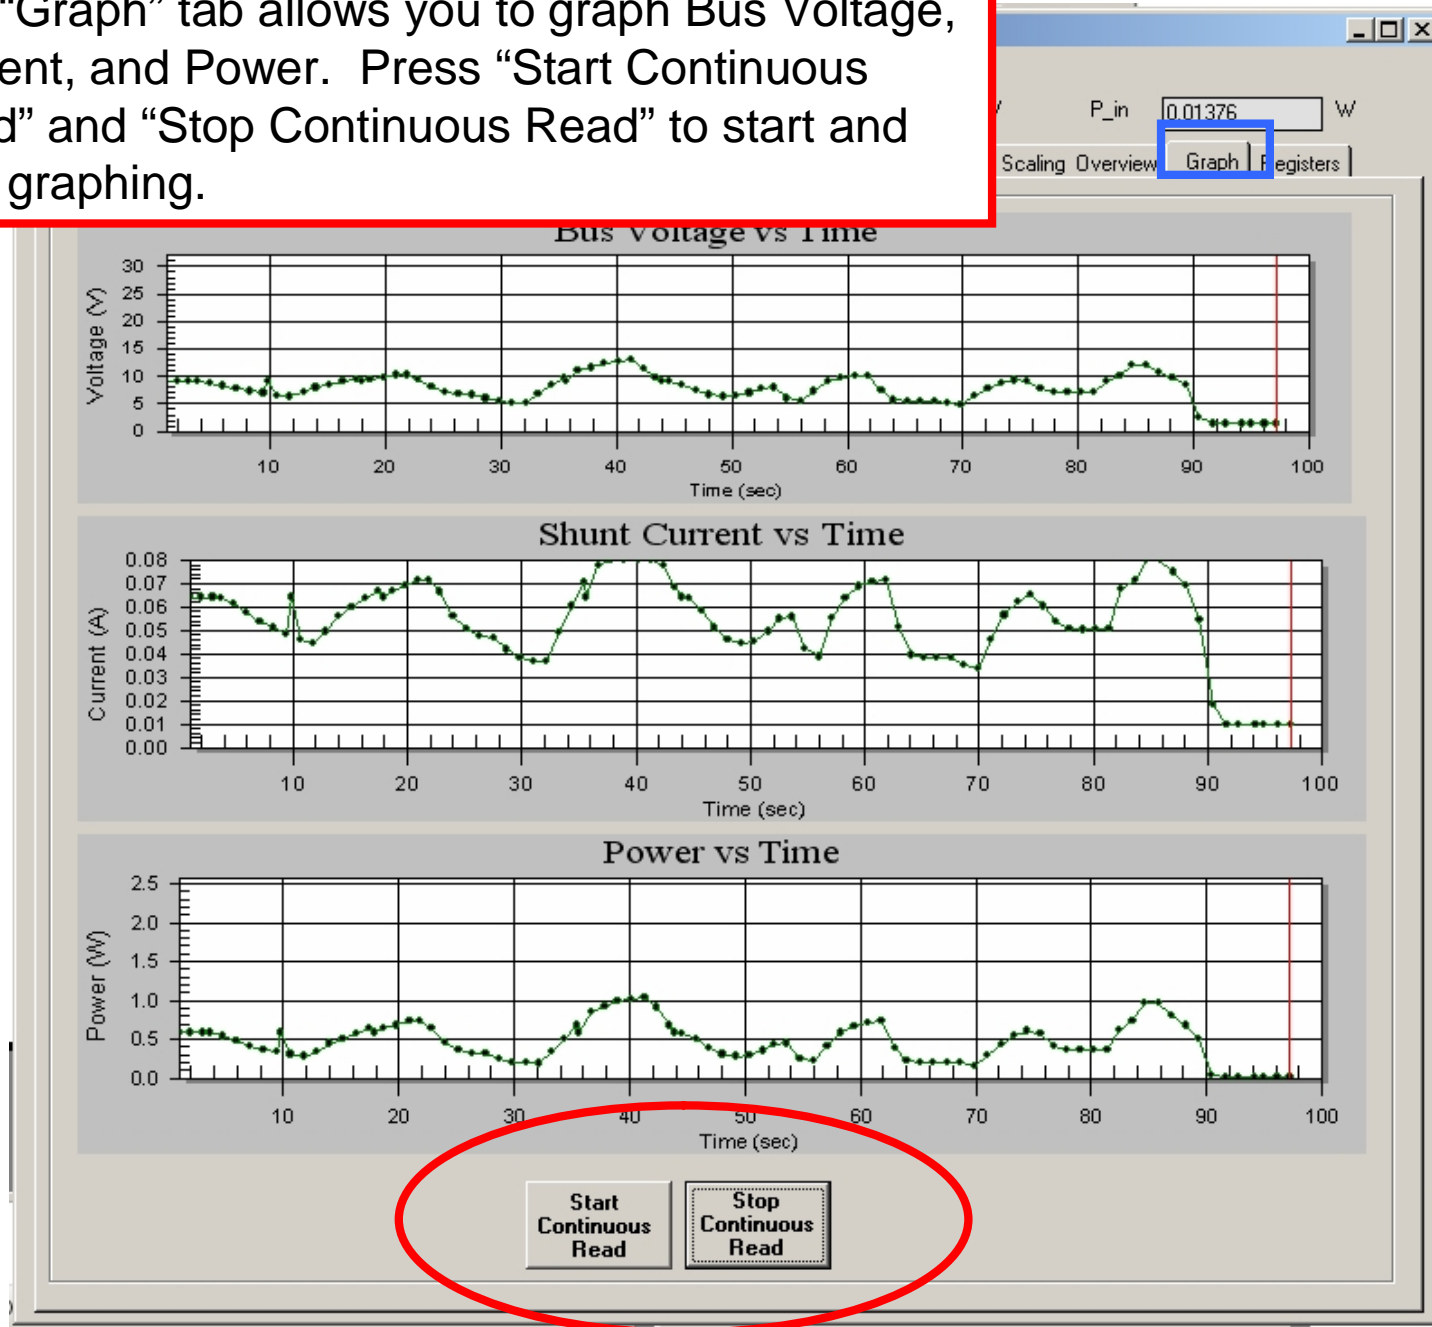 “Graph” tab allows you to graph Bus Voltage,
ent, and Power. Press “Start Continuous
d” and “Stop Continuous Read” to start and
graphing.
P_in 0.01376 W
Scaling Overview Graph Registers
Bus Voltage vs Time
30
25
20
15
10
5
0
Voltage (V)
10 20 30 40 50 60 70 80 90 100
Time (sec)
Shunt Current vs Time
0.08
0.07
0.06
0.05
0.04
0.03
0.02
0.01
0.00
Current (A)
10 20 30 40 50 60 70 80 90 100
Time (sec)
Power vs Time
2.5
2.0
1.5
1.0
0.5
0.0
Power (W)
10 20 30 40 50 60 70 80 90 100
Time (sec)
Start
Continuous
Read
Stop
Continuous
Read